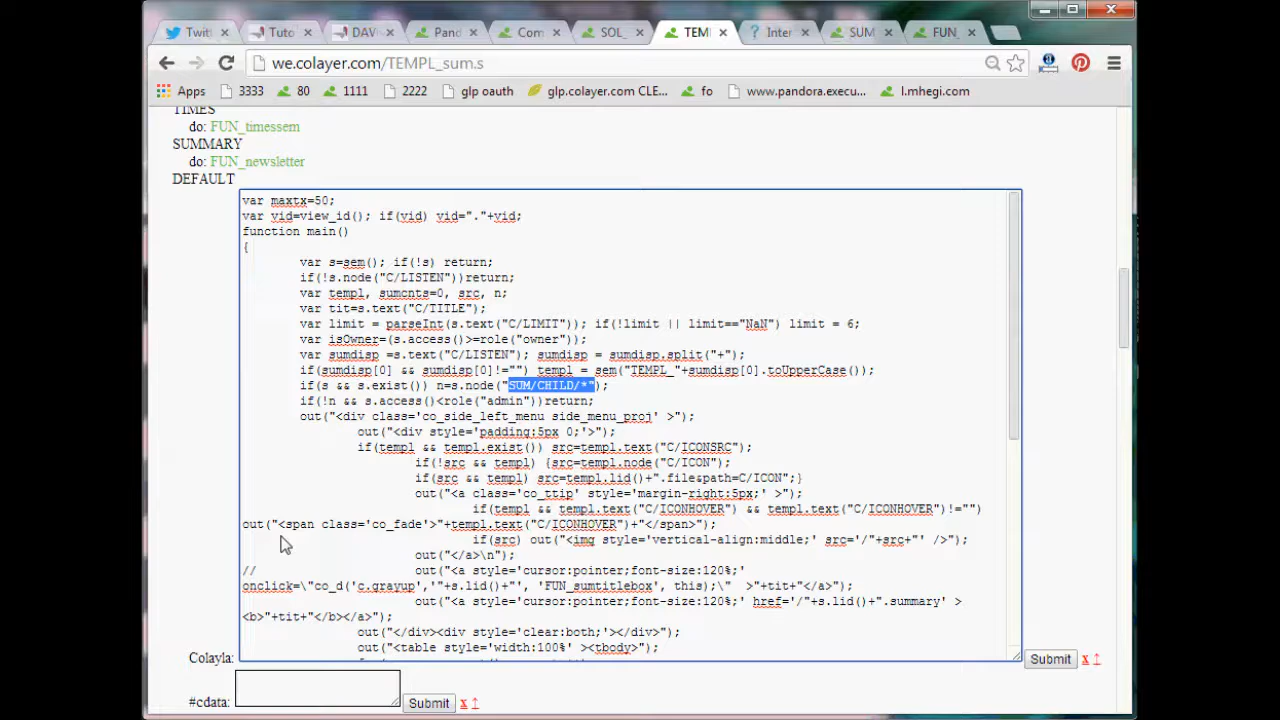 Twitt
Tuto
DAV
Pand
Com
SOL_
TEM
Inter
SUM
FUN_
we.colayer.com/TEMPL_sum.s
Apps
3333
80
1111
2222
glp oauth
glp.colayer.com CLE...
fo
www.pandora.execu...
l.mhegi.com
TIMES
do: FUN_timessem
SUMMARY
do: FUN_newsletter
DEFAULT
var maxtx=50;
var vid=view_id(); if(vid) vid="."+vid;
function main()
{
var s=sem(); if(!s) return;
if(!s.node("C/LISTEN"))return;
var templ, sumcnts=0, src, n;
var tit=s.text("C/TITLE");
var limit = parseInt(s.text("C/LIMIT")); if(!limit || limit=="NaN") limit = 6;
var isOwner=(s.access()>=role("owner"));
var sumdisp =s.text("C/LISTEN"); sumdisp = sumdisp.split("+");
if(sumdisp[0] && sumdisp[0]!="") templ = sem("TEMPL_"+sumdisp[0].toUpperCase());
if(s && s.exist()) n=s.node("SUM/CHILD/*");
if(!n && s.access()<role("admin"))return;
out("<div class='co_side_left_menu side_menu_proj' >");
out("<div style='padding:5px 0;'>");
if(templ && templ.exist()) src=templ.text("C/ICONSRC");
if(!src && templ) {src=templ.node("C/ICON");
if(src && templ) src=templ.lid()+".file&path=C/ICON";}
out("<a class='co_ttip' style='margin-right:5px;' >");
if(templ && templ.text("C/ICONHOVER") && templ.text("C/ICONHOVER")!="")
out("<span class='co_fade'>"+templ.text("C/ICONHOVER")+"</span>");
if(src) out("<img style='vertical-align:middle;' src='/"+src+"' />");
out("</a>\n");
// out("<a style='cursor:pointer;font-size:120%;'
onclick=\"co_d('c.grayup','"+s.lid()+"', 'FUN_sumtitlebox', this);\" >"+tit+"</a>");
out("<a style='cursor:pointer;font-size:120%;' href='/"+s.lid()+".summary' >
<b>"+tit+"</b></a>");
out("</div><div style='clear:both;'></div>");
out("<table style='width:100%' ><tbody>");
Colayla:
Submit
x
#cdata:
Submit
x